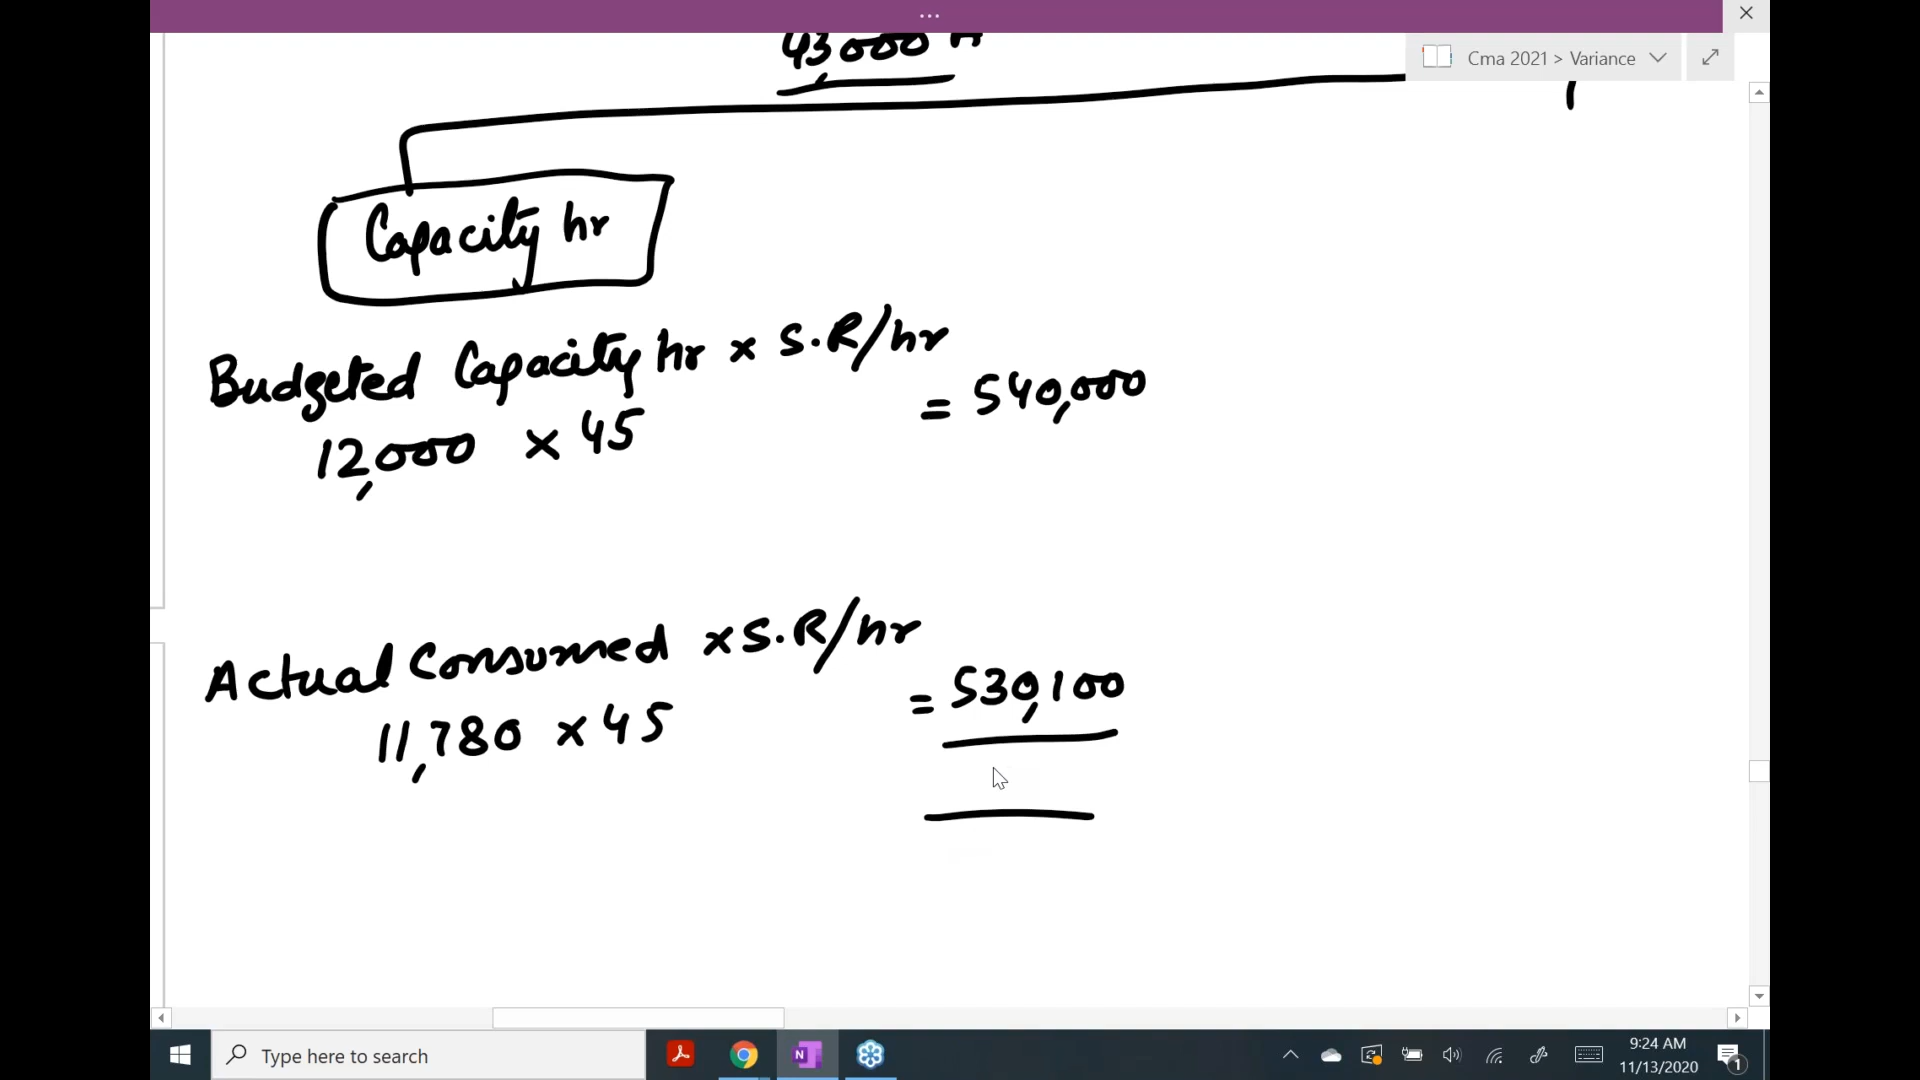 ...
Cma 2021 > Variance
43000
Capacity hr
Budgeted Capacity hr x S.R/hr
12,000 x 45 = 540,000
Actual Consumed x S.R/hr
11,780 x 45 = 530,100
Type here to search
9:24 AM
11/13/2020
1